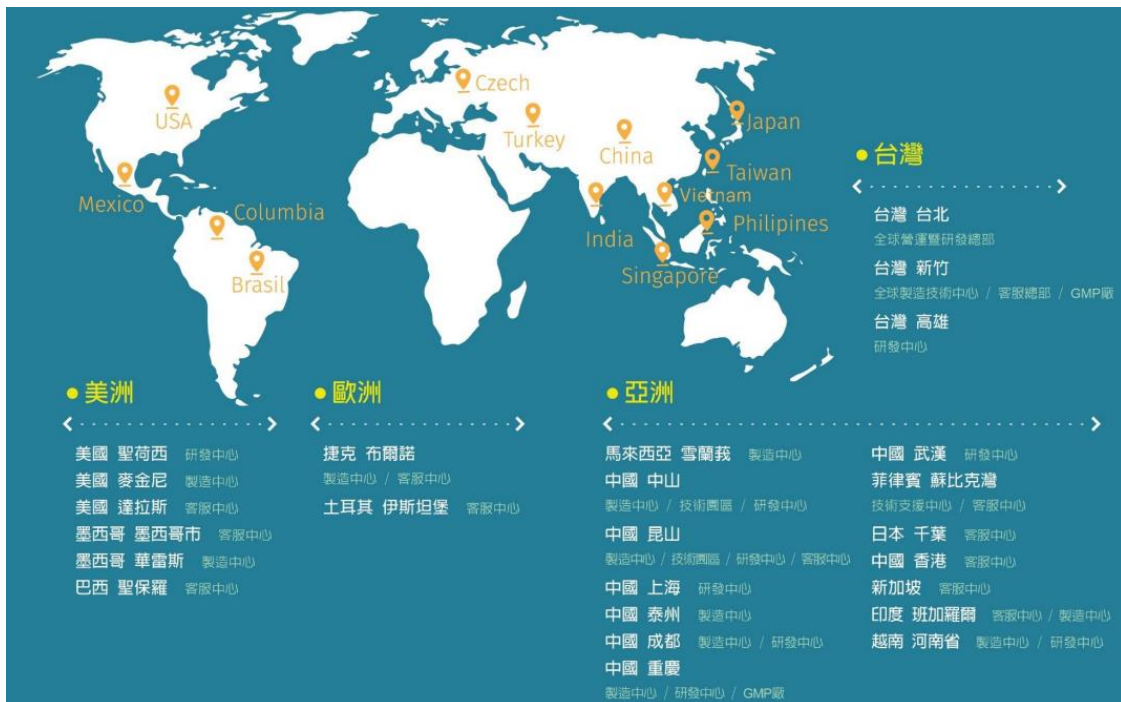 Czech
USA
Turkey
Japan
China
Mexico
Taiwan
Vietnam
Columbia
Philipines
India
Brasil
Singapore
台灣
台灣 台北
全球營運暨研發總部
台灣 新竹
全球製造技術中心 / 客服總部 / GMP廠
台灣 高雄
研發中心
美洲
美國 聖荷西 研發中心
美國 麥金尼 製造中心
美國 達拉斯 客服中心
墨西哥 墨西哥市 客服中心
墨西哥 華雷斯 製造中心
巴西 聖保羅 客服中心
歐洲
捷克 布爾諾
製造中心 / 客服中心
土耳其 伊斯坦堡 客服中心
亞洲
馬來西亞 雪蘭莪 製造中心
中國 中山
製造中心 / 技術園區 / 研發中心
中國 昆山
製造中心 / 技術園區 / 研發中心 / 客服中心
中國 上海 研發中心
中國 泰州 製造中心
中國 成都 製造中心 / 研發中心
中國 重慶
製造中心 / 研發中心 / GMP廠
中國 武漢 研發中心
菲律賓 蘇比克灣
技術支援中心 / 客服中心
日本 千葉 客服中心
中國 香港 客服中心
新加坡 客服中心
印度 班加羅爾 客服中心 / 製造中心
越南 河南省 製造中心 / 研發中心